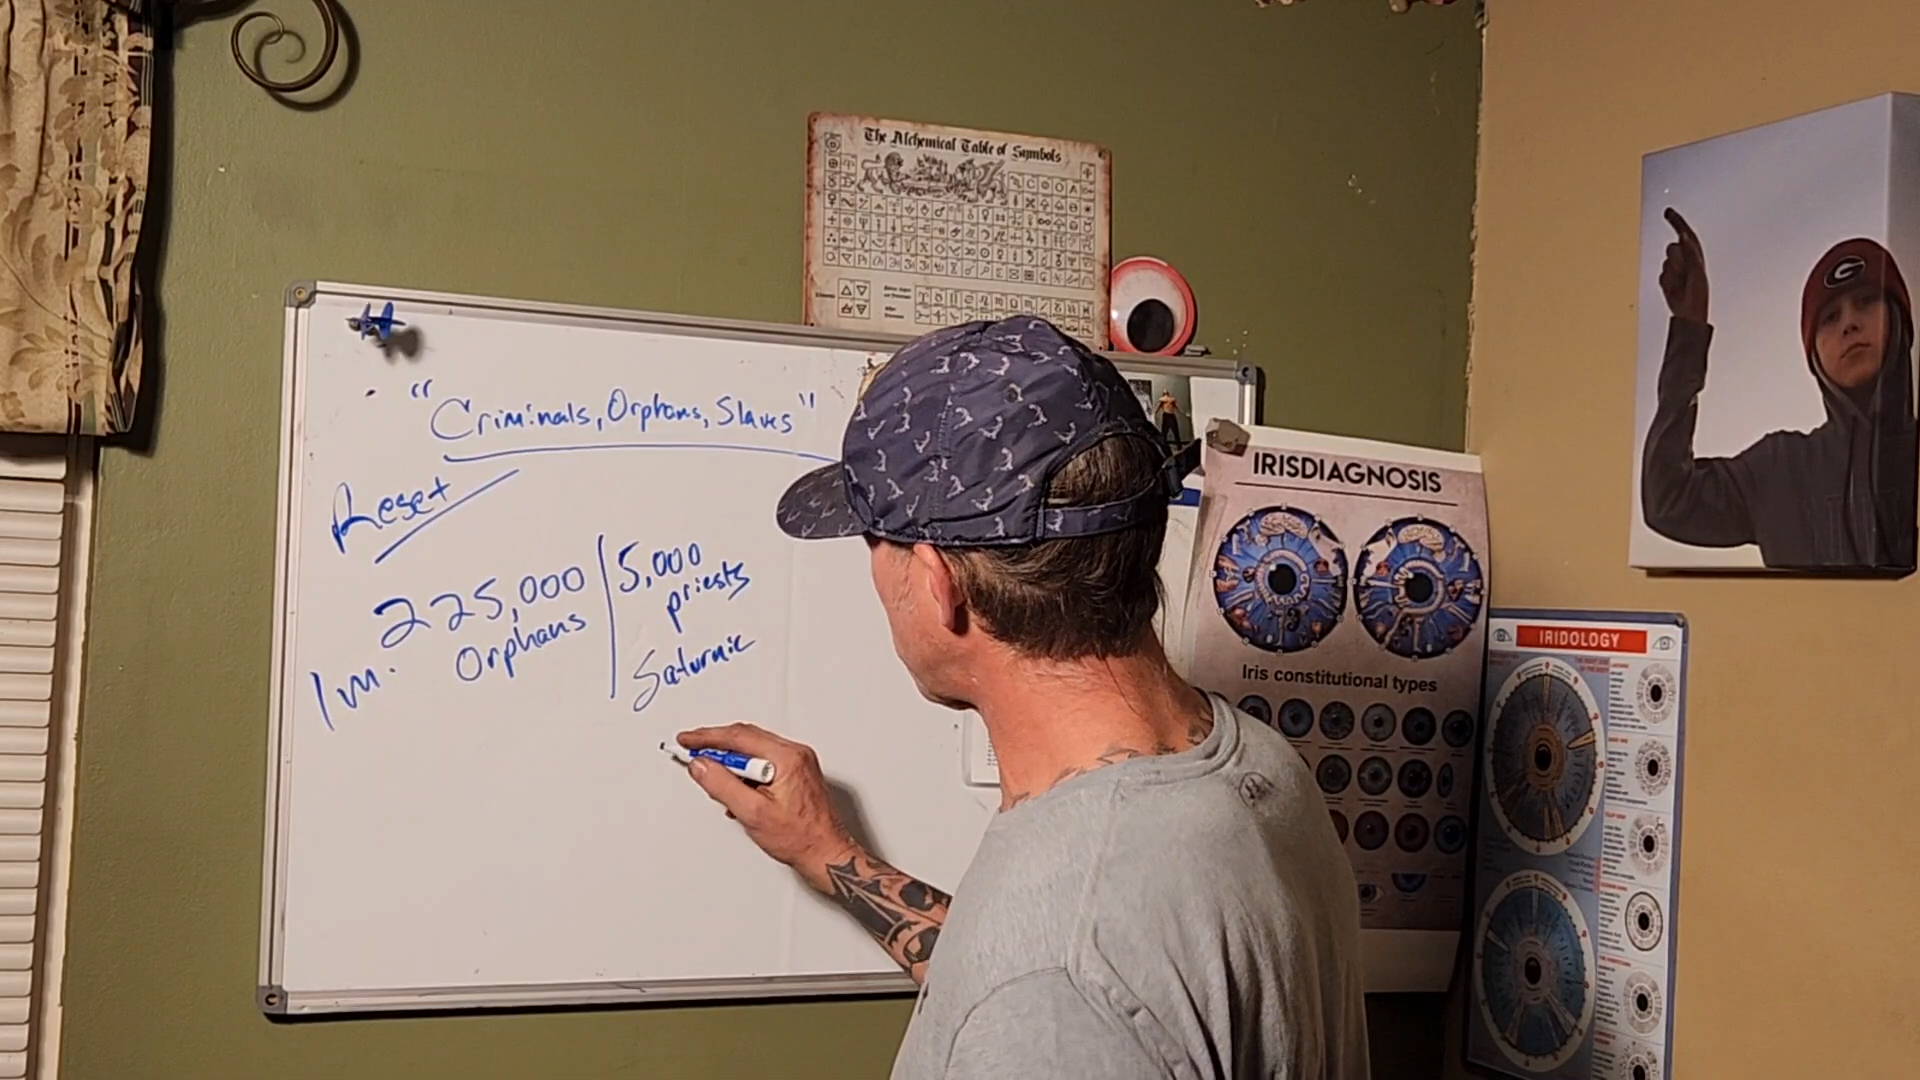 The Alchemical Table of Symbols
"Criminals, Orphans, Slaves"
Reset
225,000
Orphans
1 m.
5,000
priests
Saturnic
IRISDIAGNOSIS
Iris constitutional types
IRIDOLOGY